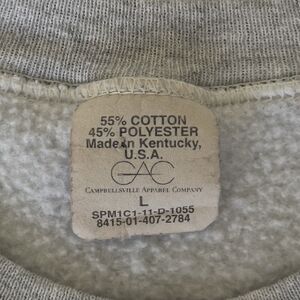 55% COTTON
45% POLYESTER
Made in Kentucky,
U.S.A.
CAC
CAMPBELLSVILLE APPAREL COMPANY
L
SPM1C1-11-D-1055
8415-01-407-2784